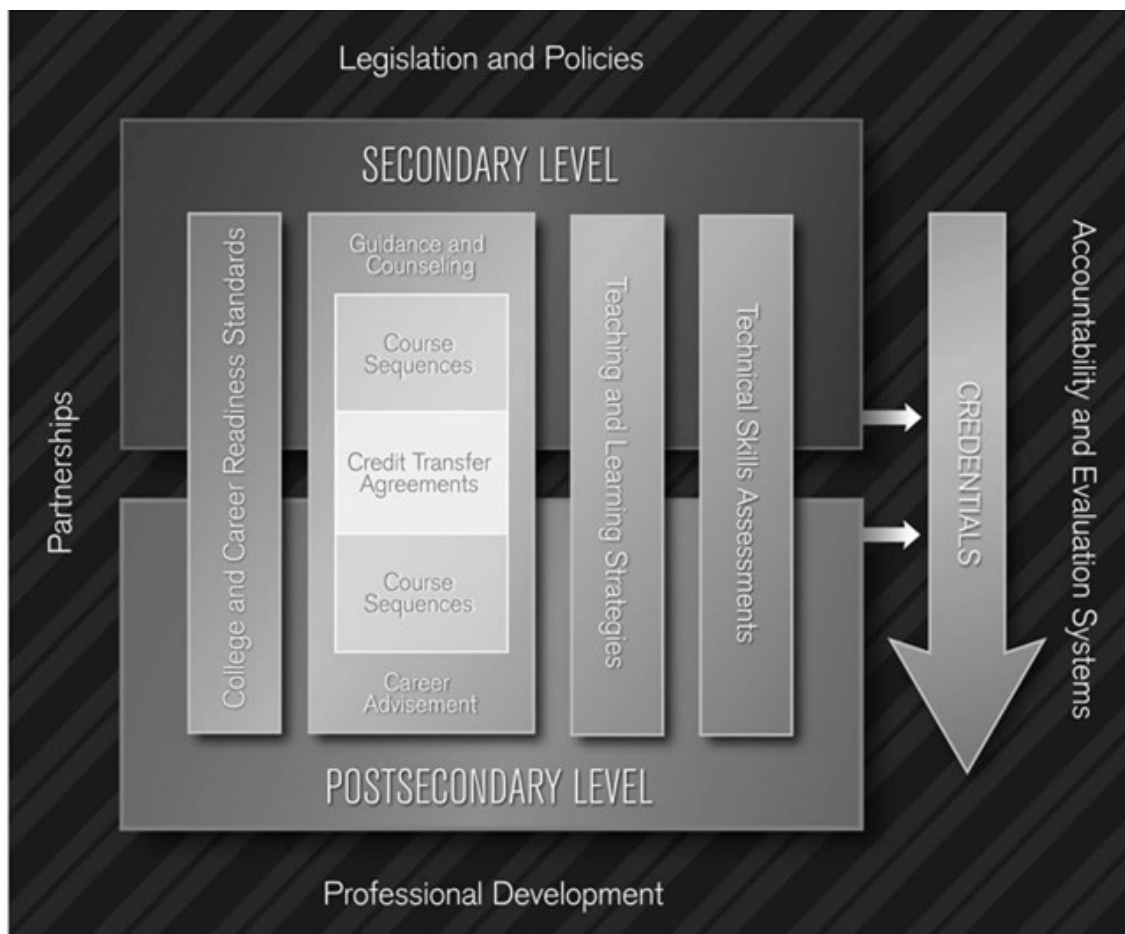 Legislation and Policies
SECONDARY LEVEL
Partnerships
College and Career Readiness Standards
Guidance and
Counseling
Course
Sequences
Credit Transfer
Agreements
Course
Sequences
Career
Advisement
Teaching and Learning Strategies
Technical Skills Assessments
CREDENTIALS
Accountability and Evaluation Systems
POSTSECONDARY LEVEL
Professional Development